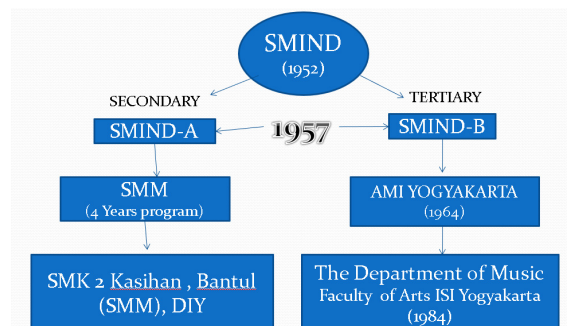 SMIND
(1952)
SECONDARY
TERTIARY
SMIND-A
1957
SMIND-B
SMM
(4 Years program)
AMI YOGYAKARTA
(1964)
SMK 2 Kasihan , Bantul
(SMM), DIY
The Department of Music
Faculty of Arts ISI Yogyakarta
(1984)